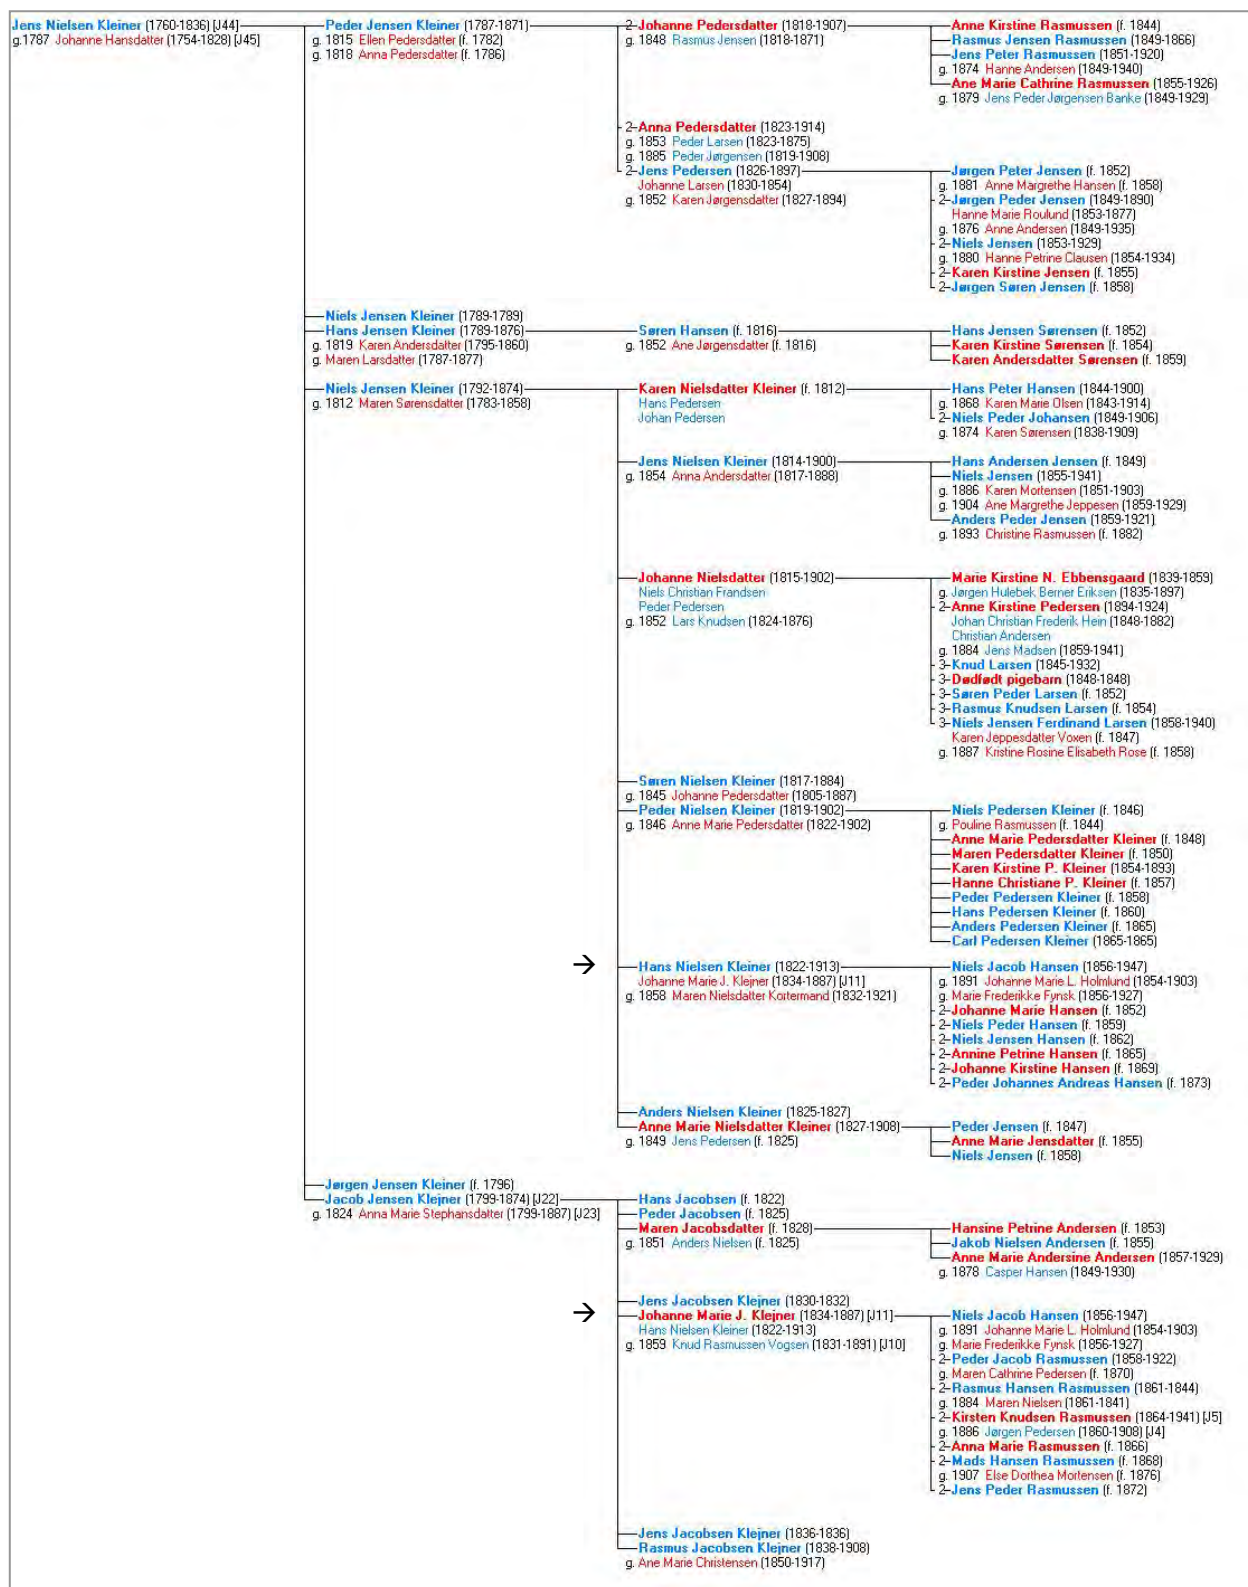 Jens Nielsen Kleiner (1760-1836) [J44]
g.1787 Johanne Hansdatter (1754-1828) [J45]
Peder Jensen Kleiner (1787-1871)
g. 1815 Ellen Pedersdatter (f. 1782)
g. 1818 Anna Pedersdatter (f. 1786)
2-Johanne Pedersdatter (1818-1907)
g. 1848 Rasmus Jensen (1818-1871)
Anne Kirstine Rasmussen (f. 1844)
Rasmus Jensen Rasmussen (1849-1866)
Jens Peter Rasmussen (1851-1920)
g. 1874 Hanne Andersen (1849-1940)
Ane Marie Cathrine Rasmussen (1855-1926)
g. 1879 Jens Peder Jørgensen Banke (1849-1929)
2-Anna Pedersdatter (1823-1914)
g. 1853 Peder Larsen (1823-1875)
g. 1885 Peder Jørgensen (1819-1908)
2-Jens Pedersen (1826-1897)
Johanne Larsen (1830-1854)
g. 1852 Karen Jørgensdatter (1827-1894)
Jørgen Peter Jensen (f. 1852)
g. 1881 Anne Margrethe Hansen (f. 1858)
2-Jørgen Peder Jensen (1849-1890)
Hanne Marie Roulund (1853-1877)
g. 1876 Anne Andersen (1849-1935)
2-Niels Jensen (1853-1929)
g. 1880 Hanne Petrine Clausen (1854-1934)
2-Karen Kirstine Jensen (f. 1855)
2-Jørgen Søren Jensen (f. 1858)
Niels Jensen Kleiner (1789-1789)
Hans Jensen Kleiner (1789-1876)
g. 1819 Karen Andersdatter (1795-1860)
g. Maren Larsdatter (1787-1877)
Søren Hansen (f. 1816)
g. 1852 Ane Jørgensdatter (f. 1816)
Hans Jensen Sørensen (f. 1852)
Karen Kirstine Sørensen (f. 1854)
Karen Andersdatter Sørensen (f. 1859)
Niels Jensen Kleiner (1792-1874)
g. 1812 Maren Sørensdatter (1783-1858)
Karen Nielsdatter Kleiner (f. 1812)
Hans Pedersen
Johan Pedersen
Hans Peter Hansen (1844-1900)
g. 1868 Karen Marie Olsen (1843-1914)
2-Niels Peder Johansen (1849-1906)
g. 1874 Karen Sørensen (1838-1909)
Jens Nielsen Kleiner (1814-1900)
g. 1854 Anna Andersdatter (1817-1888)
Hans Andersen Jensen (f. 1849)
Niels Jensen (1855-1941)
g. 1886 Karen Mortensen (1851-1903)
g. 1904 Ane Margrethe Jeppesen (1859-1929)
Anders Peder Jensen (1859-1921)
g. 1893 Christine Rasmussen (f. 1882)
Johanne Nielsdatter (1815-1902)
Niels Christian Frandsen
Peder Pedersen
g. 1852 Lars Knudsen (1824-1876)
Marie Kirstine N. Ebbensgaard (1839-1859)
g. Jørgen Hulebek Berner Eriksen (1835-1897)
2-Anne Kirstine Pedersen (1894-1924)
Johan Christian Frederik Hein (1848-1882)
Christian Andersen
g. 1884 Jens Madsen (1859-1941)
3-Knud Larsen (1845-1932)
3-Dødfødt pigebarn (1848-1848)
3-Søren Peder Larsen (f. 1852)
3-Rasmus Knudsen Larsen (f. 1854)
3-Niels Jensen Ferdinand Larsen (1858-1940)
Karen Jeppesdatter Voxen (f. 1847)
g. 1887 Kristine Rosine Elisabeth Rose (f. 1858)
Søren Nielsen Kleiner (1817-1884)
g. 1845 Johanne Pedersdatter (1805-1887)
Peder Nielsen Kleiner (1819-1902)
g. 1846 Anne Marie Pedersdatter (1822-1902)
Niels Pedersen Kleiner (f. 1846)
g. Pouline Rasmussen (f. 1844)
Anne Marie Pedersdatter Kleiner (f. 1848)
Maren Pedersdatter Kleiner (f. 1850)
Karen Kirstine P. Kleiner (1854-1893)
Hanne Christiane P. Kleiner (f. 1857)
Peder Pedersen Kleiner (f. 1858)
Hans Pedersen Kleiner (f. 1860)
Anders Pedersen Kleiner (f. 1865)
Carl Pedersen Kleiner (1865-1865)
→ Hans Nielsen Kleiner (1822-1913)
Johanne Marie J. Klejner (1834-1887) [J11]
g. 1858 Maren Nielsdatter Kortermand (1832-1921)
Niels Jacob Hansen (1856-1947)
g. 1891 Johanne Marie L. Holmlund (1854-1903)
g. Marie Frederikke Fynsk (1856-1927)
2-Johanne Marie Hansen (f. 1852)
2-Niels Peder Hansen (f. 1859)
2-Niels Jensen Hansen (f. 1862)
2-Annine Petrine Hansen (f. 1865)
2-Johanne Kirstine Hansen (f. 1869)
2-Peder Johannes Andreas Hansen (f. 1873)
Anders Nielsen Kleiner (1825-1827)
Anne Marie Nielsdatter Kleiner (1827-1908)
g. 1849 Jens Pedersen (f. 1825)
Peder Jensen (f. 1847)
Anne Marie Jensdatter (f. 1855)
Niels Jensen (f. 1858)
Jørgen Jensen Kleiner (f. 1796)
Jacob Jensen Klejner (1799-1874) [J22]
g. 1824 Anna Marie Stephansdatter (1799-1887) [J23]
Hans Jacobsen (f. 1822)
Peder Jacobsen (f. 1825)
Maren Jacobsdatter (f. 1828)
g. 1851 Anders Nielsen (f. 1825)
Hansine Petrine Andersen (f. 1853)
Jakob Nielsen Andersen (f. 1855)
Anne Marie Andersine Andersen (1857-1929)
g. 1878 Casper Hansen (1849-1930)
Jens Jacobsen Klejner (1830-1832)
→ Johanne Marie J. Klejner (1834-1887) [J11]
Hans Nielsen Kleiner (1822-1913)
g. 1859 Knud Rasmussen Vogsen (1831-1891) [J10]
Niels Jacob Hansen (1856-1947)
g. 1891 Johanne Marie L. Holmlund (1854-1903)
g. Marie Frederikke Fynsk (1856-1927)
2-Peder Jacob Rasmussen (1858-1922)
g. Maren Cathrine Pedersen (f. 1870)
2-Rasmus Hansen Rasmussen (1861-1844)
g. 1884 Maren Nielsen (1861-1841)
2-Kirsten Knudsen Rasmussen (1864-1941) [J5]
g. 1886 Jørgen Pedersen (1860-1908) [J4]
2-Anna Marie Rasmussen (f. 1866)
2-Mads Hansen Rasmussen (f. 1868)
g. 1907 Else Dorthea Mortensen (f. 1876)
2-Jens Peder Rasmussen (f. 1872)
Jens Jacobsen Klejner (1836-1836)
Rasmus Jacobsen Klejner (1838-1908)
g. Ane Marie Christensen (1850-1917)